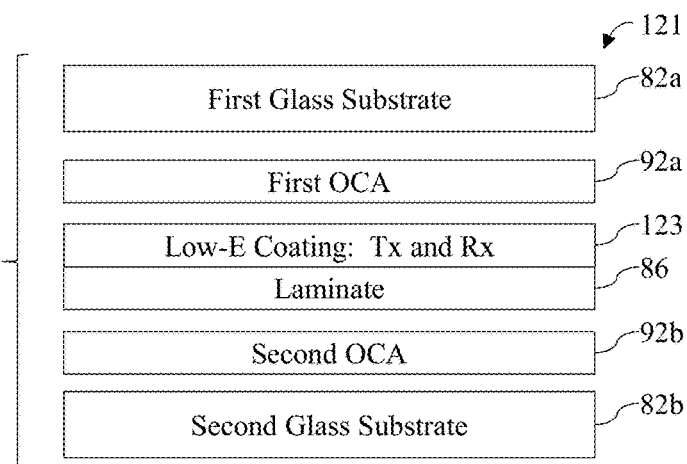 121
First Glass Substrate 82a
First OCA 92a
Low-E Coating: Tx and Rx 123
Laminate 86
Second OCA 92b
Second Glass Substrate 82b